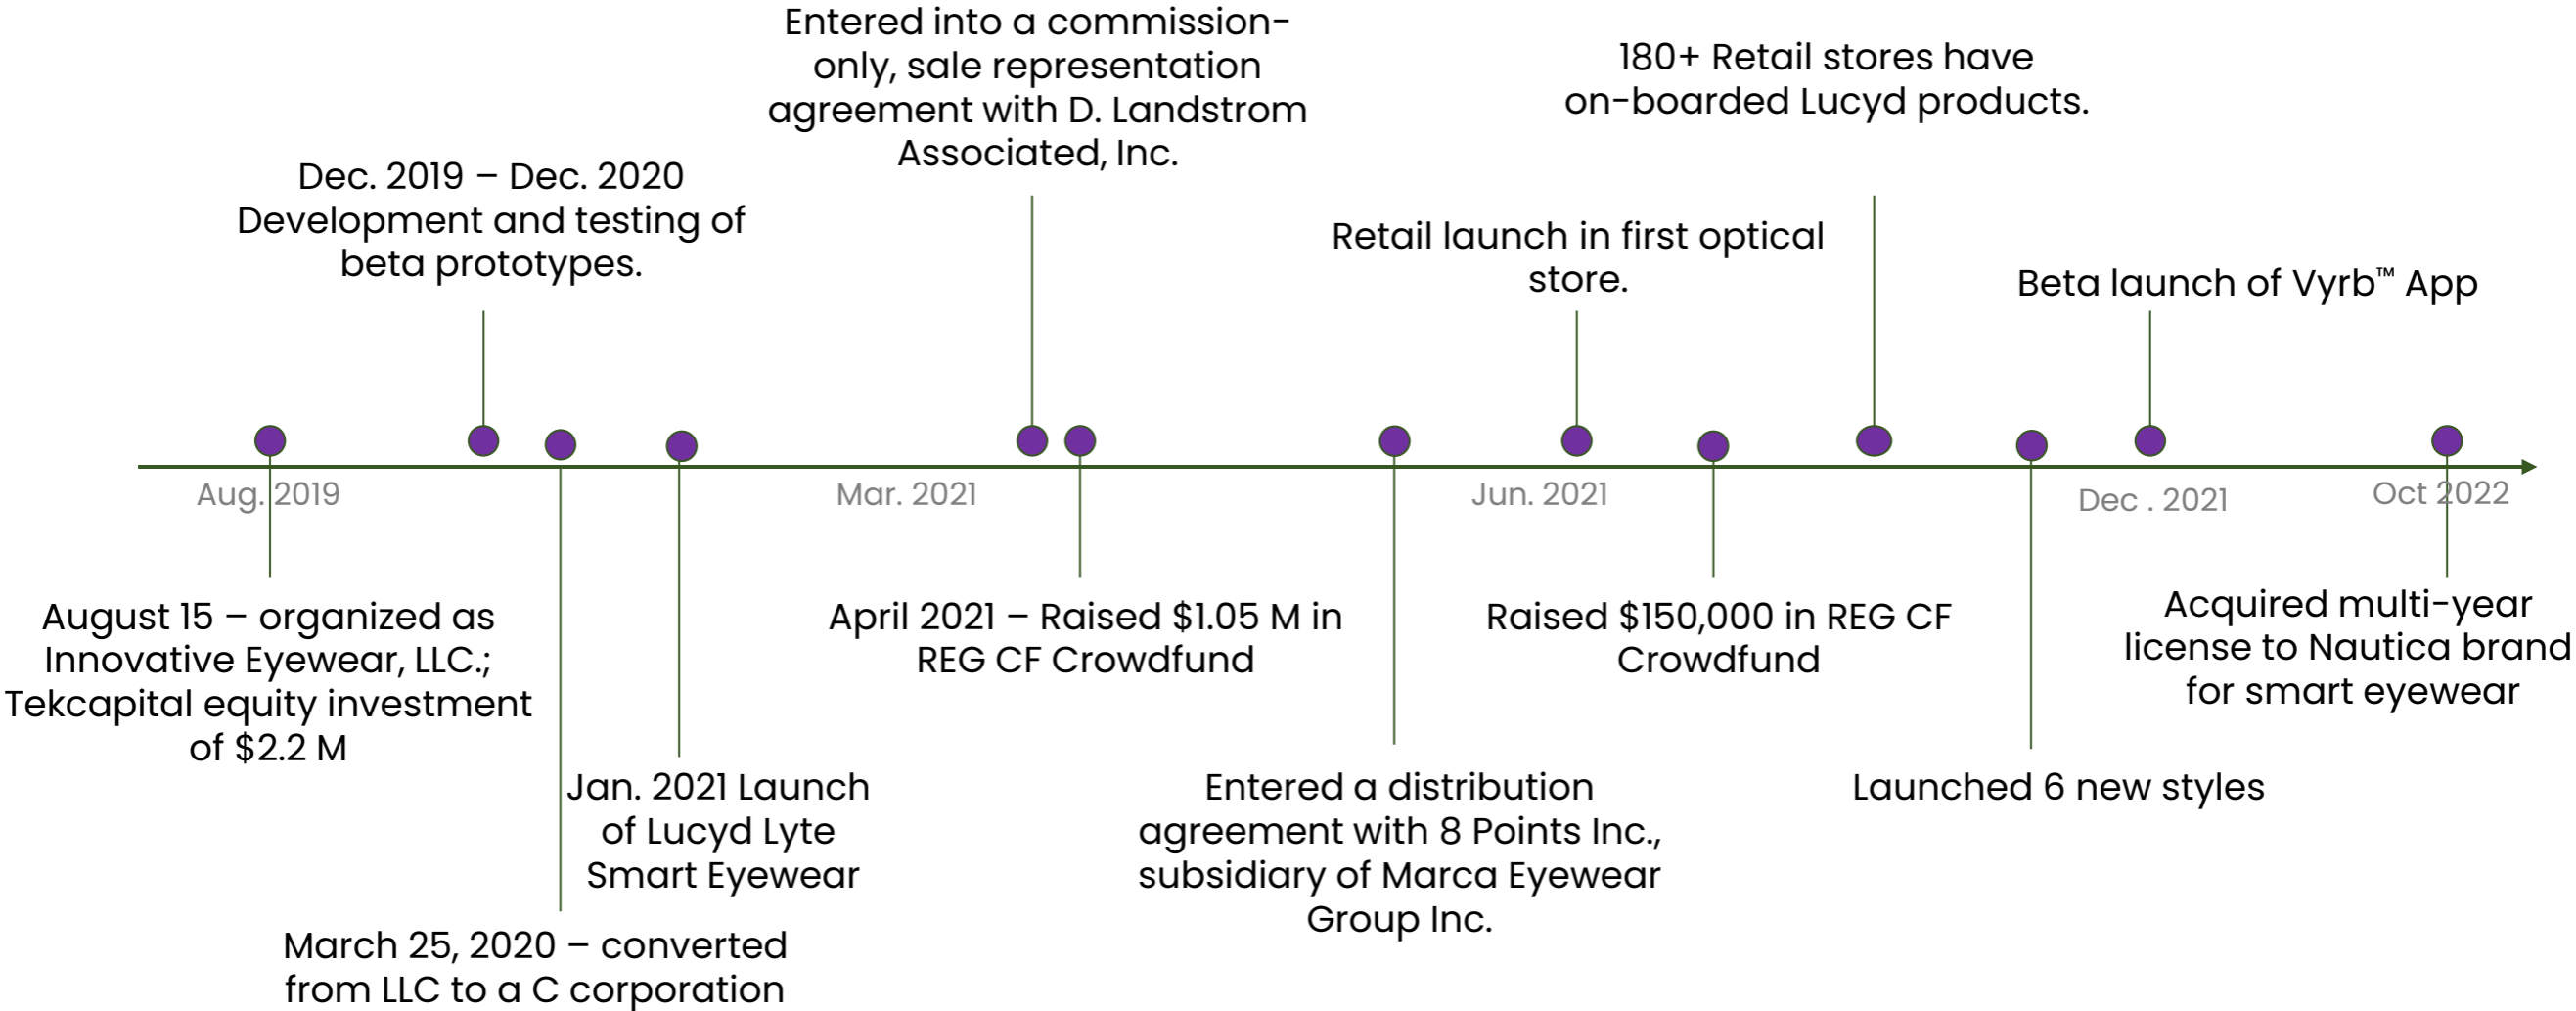 Entered into a commission-
only, sale representation
agreement with D. Landstrom
Associated, Inc.
180+ Retail stores have
on-boarded Lucyd products.
Dec. 2019 – Dec. 2020
Development and testing of
beta prototypes.
Retail launch in first optical
store.
Beta launch of Vyrb™ App
Aug. 2019
Mar. 2021
Jun. 2021
Dec . 2021
Oct 2022
August 15 – organized as
Innovative Eyewear, LLC.;
Tekcapital equity investment
of $2.2 M
April 2021 – Raised $1.05 M in
REG CF Crowdfund
Raised $150,000 in REG CF
Crowdfund
Acquired multi-year
license to Nautica brand
for smart eyewear
Jan. 2021 Launch
of Lucyd Lyte
Smart Eyewear
Entered a distribution
agreement with 8 Points Inc.,
subsidiary of Marca Eyewear
Group Inc.
Launched 6 new styles
March 25, 2020 – converted
from LLC to a C corporation